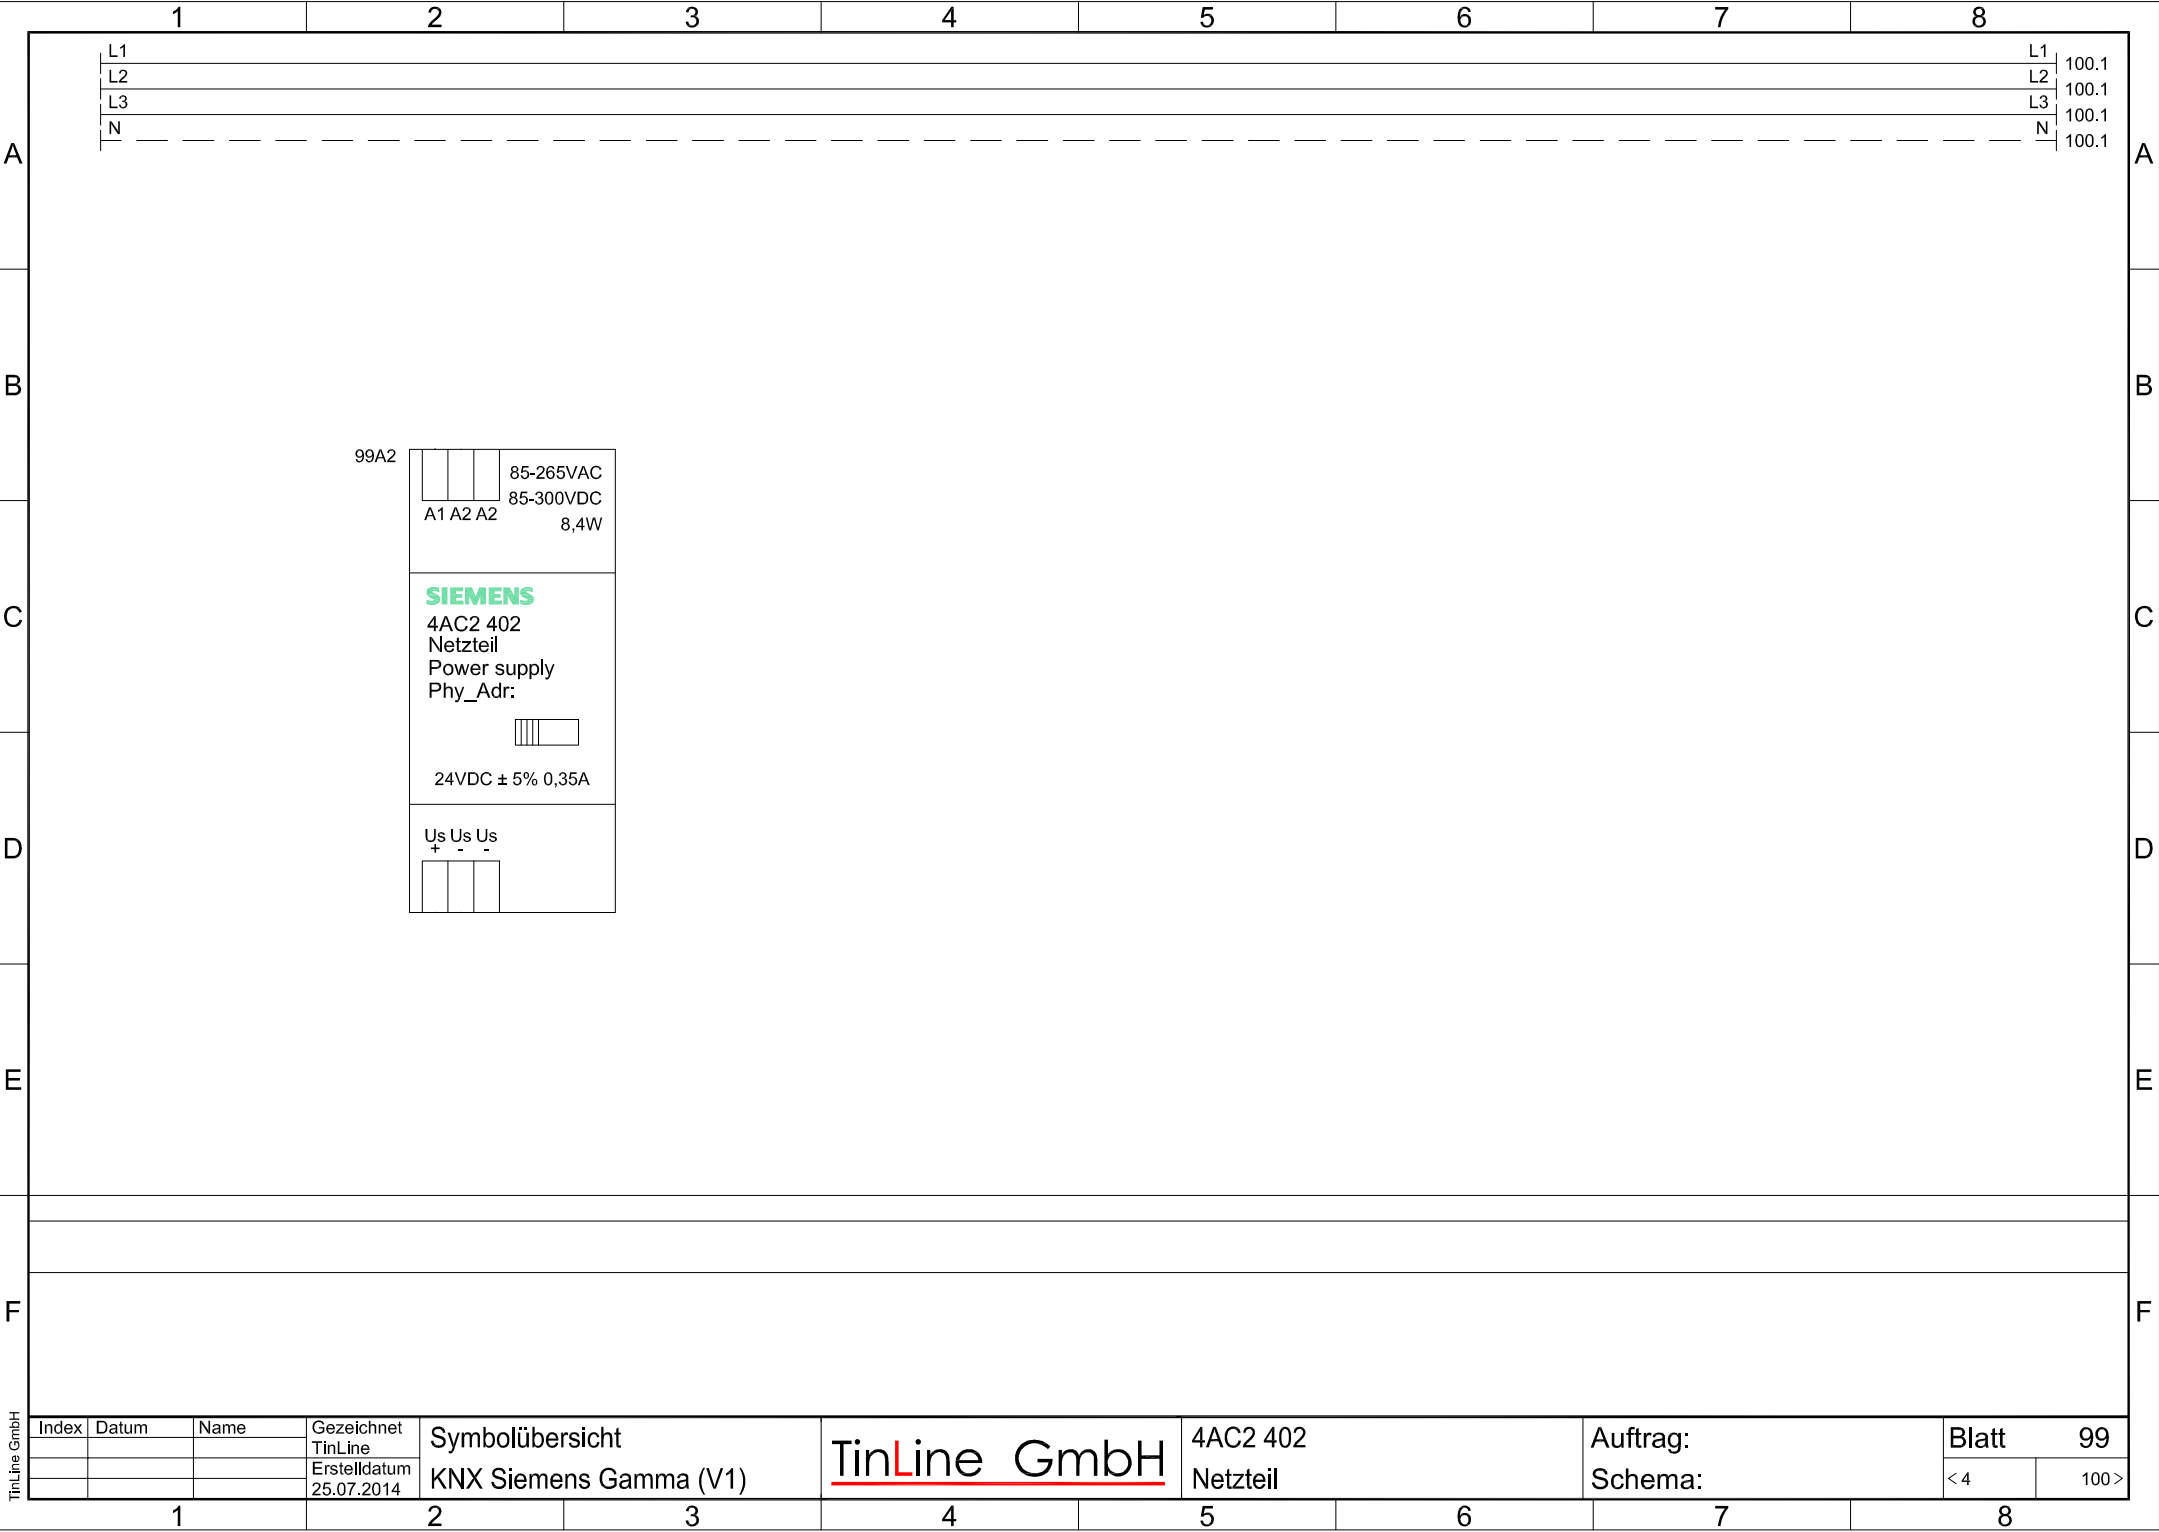 1 2 3 4 5 6 7 8
L1 L1 100.1
L2 L2 100.1
L3 L3 100.1
N N 100.1
A A
B B
99A2
85-265VAC
85-300VDC
A1 A2 A2
8,4W
SIEMENS
C C
4AC2 402
Netzteil
Power supply
Phy_Adr:
24VDC ± 5% 0,35A
Us Us Us
+ - -
D D
E E
F F
TinLine GmbH
Index Datum Name
Gezeichnet
TinLine
Erstelldatum
25.07.2014
Symbolübersicht
KNX Siemens Gamma (V1)
TinLine GmbH
4AC2 402
Netzteil
Auftrag:
Schema:
Blatt 99
<4 100>
1 2 3 4 5 6 7 8